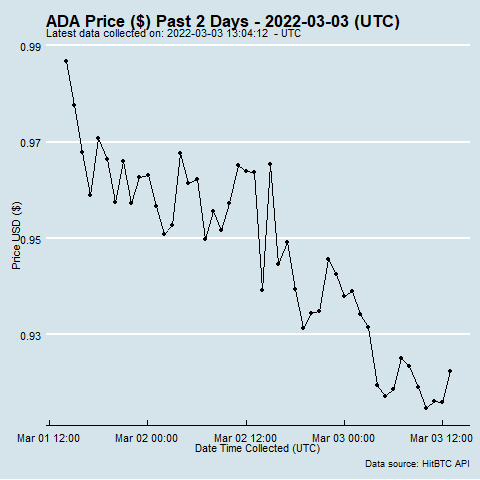 ADA Price ($) Past 2 Days - 2022-03-03 (UTC)
Latest data collected on: 2022-03-03 13:04:12  - UTC
0.99
0.97
0.95
0.93
Price USD ($)
Mar 01 12:00 Mar 02 00:00 Mar 02 12:00 Mar 03 00:00 Mar 03 12:00
Date Time Collected (UTC)
Data source: HitBTC API